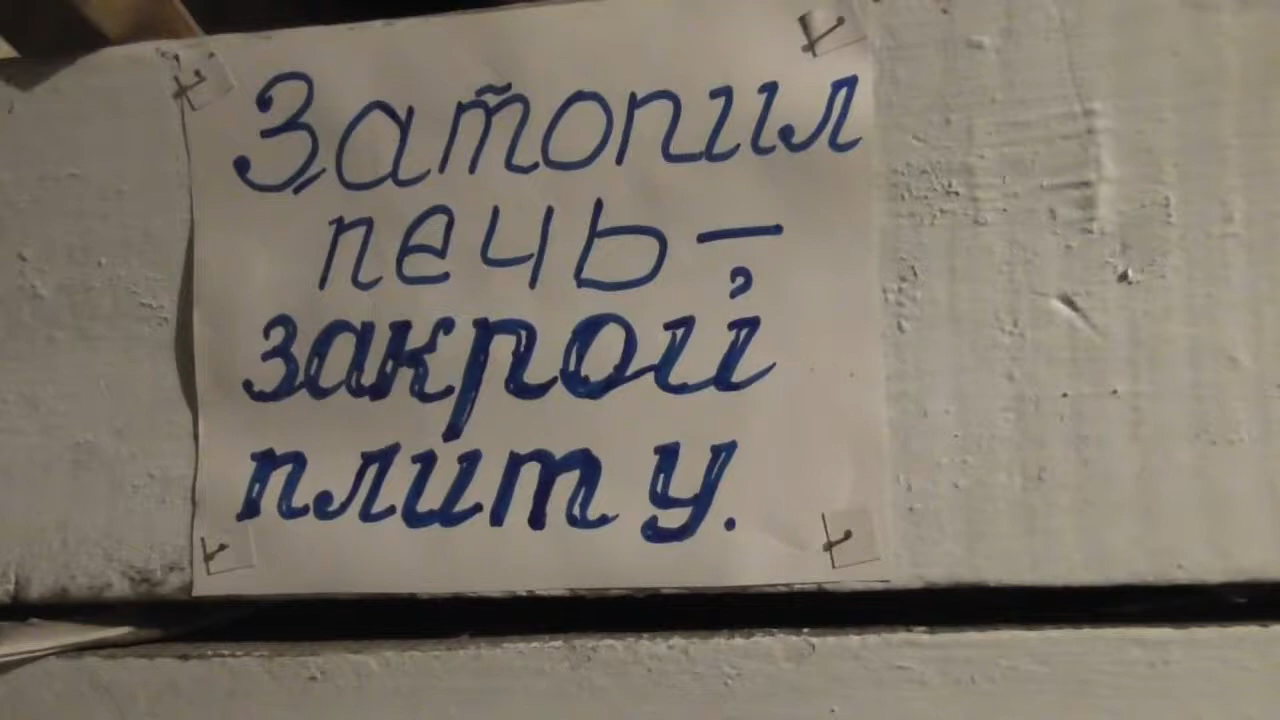 Затопил
печь –
закрой
плиту.